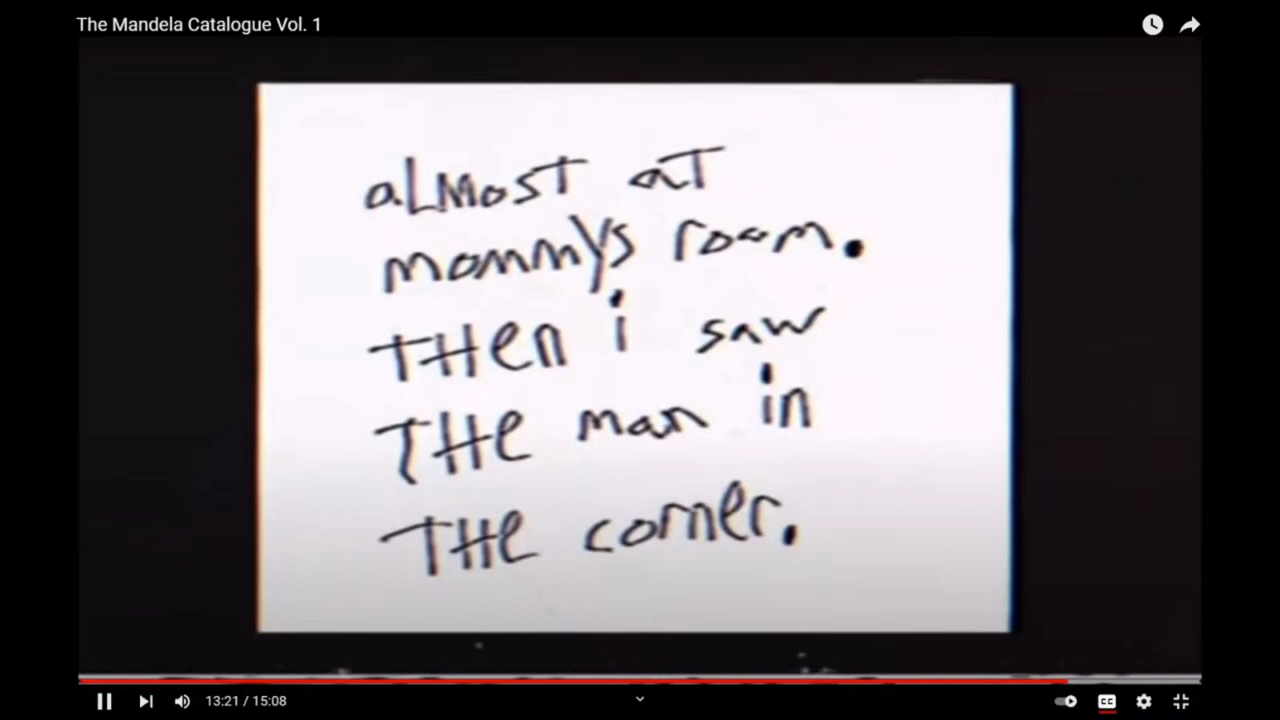 The Mandela Catalogue Vol. 1
aLMosT aT
mommys room.
THen i saw
THe man in
THe corner.
13:21 / 15:08
CC